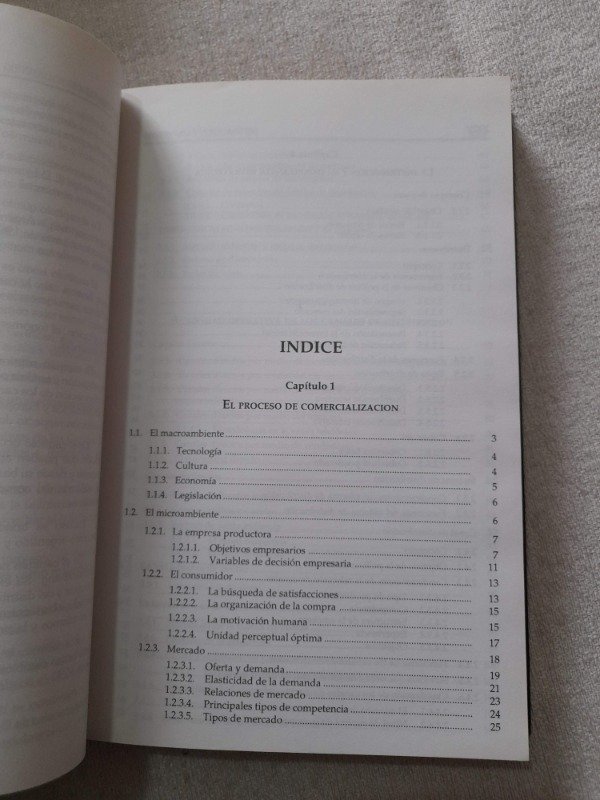 INDICE
Capítulo 1
EL PROCESO DE COMERCIALIZACION
1.1. El macroambiente 3
1.1.1. Tecnología 4
1.1.2. Cultura 4
1.1.3. Economía 5
1.1.4. Legislación 6
1.2. El microambiente 6
1.2.1. La empresa productora 7
1.2.1.1. Objetivos empresarios 7
1.2.1.2. Variables de decisión empresaria 11
1.2.2. El consumidor 13
1.2.2.1. La búsqueda de satisfacciones 13
1.2.2.2. La organización de la compra 15
1.2.2.3. La motivación humana 15
1.2.2.4. Unidad perceptual óptima 17
1.2.3. Mercado 18
1.2.3.1. Oferta y demanda 19
1.2.3.2. Elasticidad de la demanda 21
1.2.3.3. Relaciones de mercado 23
1.2.3.4. Principales tipos de competencia 24
1.2.3.5. Tipos de mercado 25